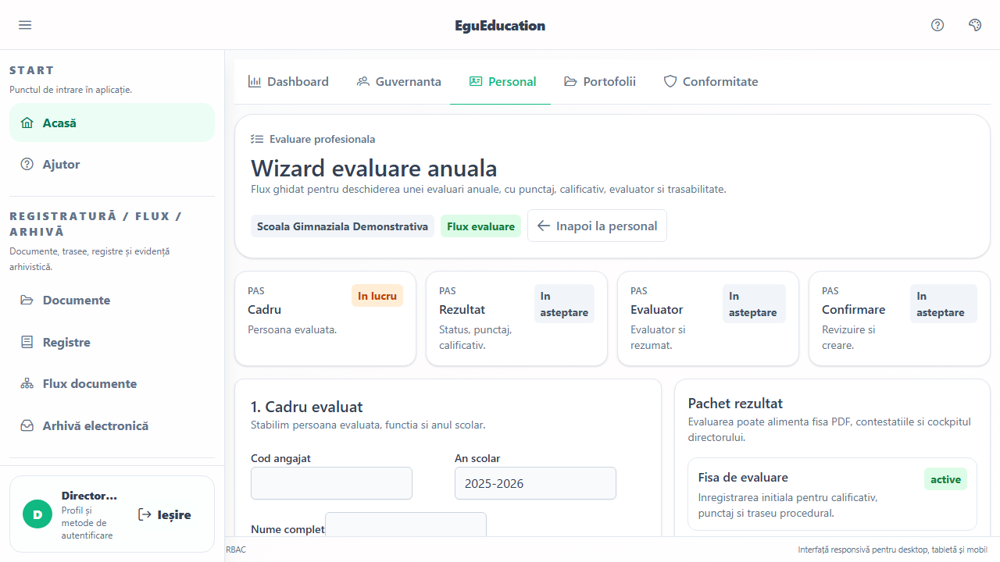 EguEducation
START
Punctul de intrare în aplicație.
Acasă
Ajutor
REGISTRATURĂ / FLUX /
ARHIVĂ
Documente, trasee, registre și evidență
arhivistică.
Documente
Registre
Flux documente
Arhivă electronică
D
Director...
Profil și
metode de
autentificare
Ieșire
Dashboard
Guvernanta
Personal
Portofolii
Conformitate
Evaluare profesionala
Wizard evaluare anuala
Flux ghidat pentru deschiderea unei evaluari anuale, cu punctaj, calificativ, evaluator si trasabilitate.
Scoala Gimnaziala Demonstrativa
Flux evaluare
Inapoi la personal
PAS
Cadru
Persoana evaluata.
In lucru
PAS
Rezultat
Status, punctaj,
calificativ.
In
asteptare
PAS
Evaluator
Evaluator si
rezumat.
In
asteptare
PAS
Confirmare
Revizuire si
creare.
In
asteptare
1. Cadru evaluat
Stabilim persoana evaluata, functia si anul scolar.
Cod angajat
An scolar
2025-2026
Nume complet
Pachet rezultat
Evaluarea poate alimenta fisa PDF, contestatiile si cockpitul
directorului.
Fisa de evaluare
active
Inregistrarea initiala pentru calificativ,
punctaj si traseu procedural.
RBAC
Interfață responsivă pentru desktop, tabletă și mobil